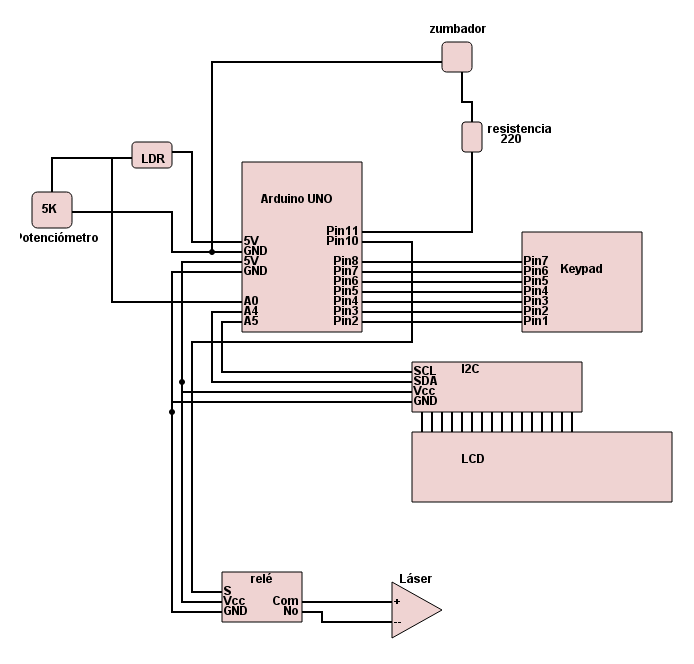 zumbador
resistencia
220
LDR
5K
Potenciómetro
Arduino UNO
5V
GND
5V
GND
A0
A4
A5
Pin11
Pin10
Pin8
Pin7
Pin6
Pin5
Pin4
Pin3
Pin2
Pin7
Pin6
Pin5
Pin4
Pin3
Pin2
Pin1
Keypad
I2C
SCL
SDA
Vcc
GND
LCD
relé
S
Vcc
GND
Com
No
Láser
+
--